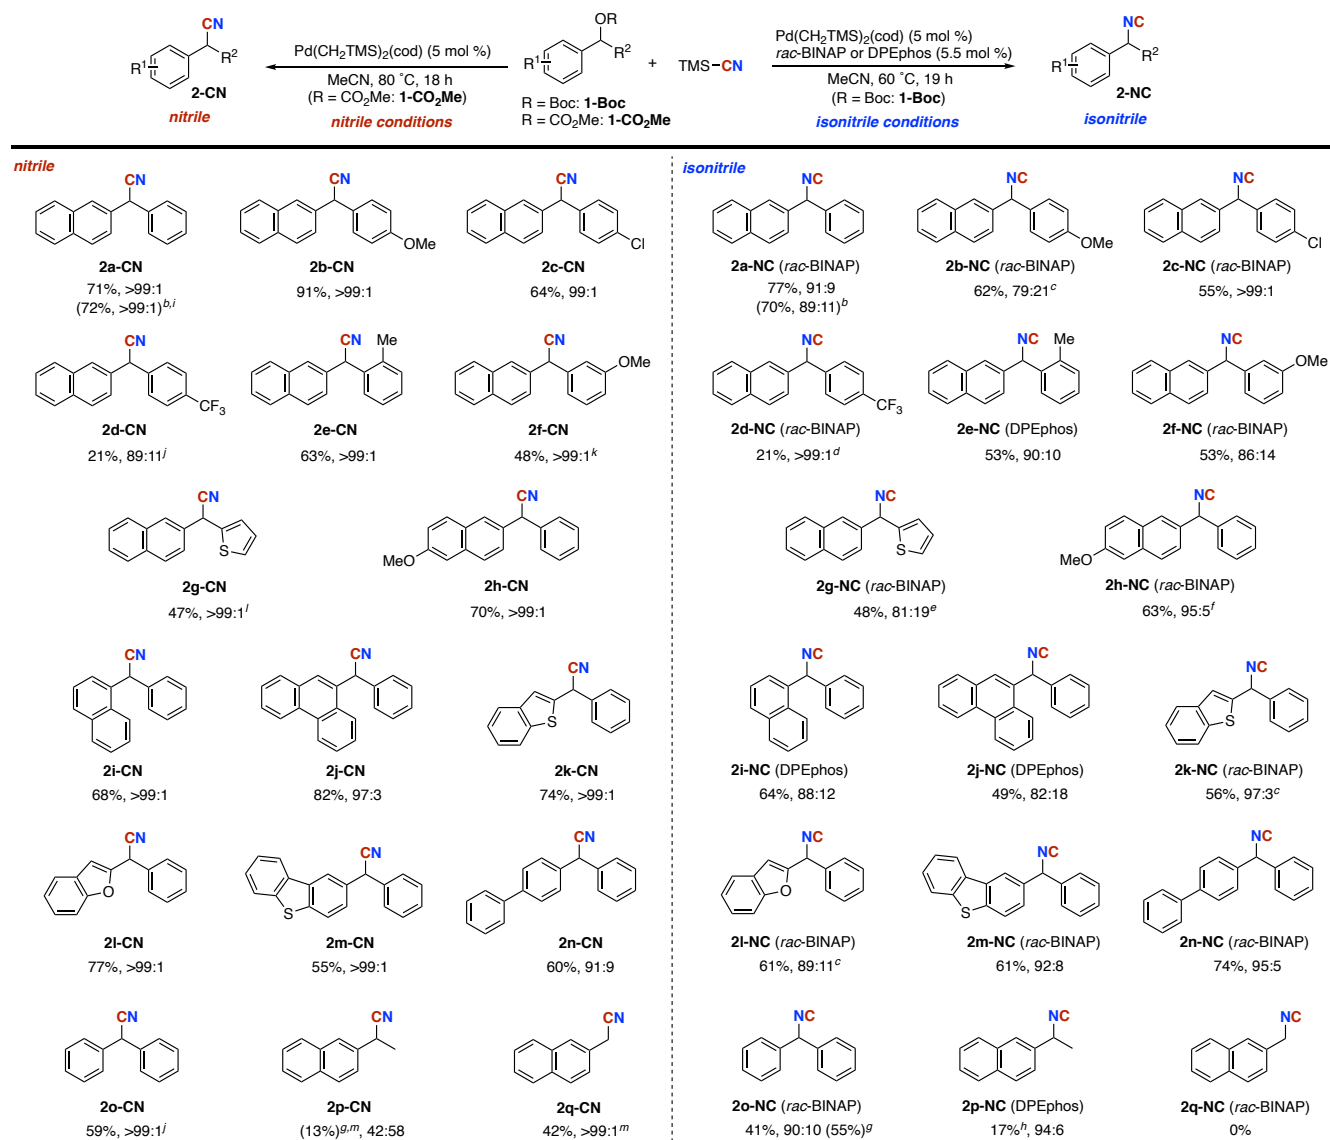 CN
R¹
R²
2-CN
nitrile
Pd(CH₂TMS)₂(cod) (5 mol %)
MeCN, 80 ˚C, 18 h
(R = CO₂Me: 1-CO₂Me)
nitrile conditions
OR
R¹
R²
R = Boc: 1-Boc
R = CO₂Me: 1-CO₂Me
+
TMS–CN
Pd(CH₂TMS)₂(cod) (5 mol %)
rac-BINAP or DPEphos (5.5 mol %)
MeCN, 60 ˚C, 19 h
(R = Boc: 1-Boc)
isonitrile conditions
NC
R¹
R²
2-NC
isonitrile
nitrile
CN CN CN
OMe Cl
2a-CN 2b-CN 2c-CN
71%, >99:1 91%, >99:1 64%, 99:1
(72%, >99:1)ᵇ,ⁱ
CN CN Me CN OMe
CF₃
2d-CN 2e-CN 2f-CN
21%, 89:11ʲ 63%, >99:1 48%, >99:1ᵏ
CN CN
S MeO
2g-CN 2h-CN
47%, >99:1ˡ 70%, >99:1
CN CN CN
S
2i-CN 2j-CN 2k-CN
68%, >99:1 82%, 97:3 74%, >99:1
CN CN CN
O S
2l-CN 2m-CN 2n-CN
77%, >99:1 55%, >99:1 60%, 91:9
CN CN CN
2o-CN 2p-CN 2q-CN
59%, >99:1ʲ (13%)ᵍ,ᵐ, 42:58 42%, >99:1ᵐ
isonitrile
NC NC NC
OMe Cl
2a-NC (rac-BINAP) 2b-NC (rac-BINAP) 2c-NC (rac-BINAP)
77%, 91:9 62%, 79:21ᶜ 55%, >99:1
(70%, 89:11)ᵇ
NC NC Me NC OMe
CF₃
2d-NC (rac-BINAP) 2e-NC (DPEphos) 2f-NC (rac-BINAP)
21%, >99:1ᵈ 53%, 90:10 53%, 86:14
NC NC
S MeO
2g-NC (rac-BINAP) 2h-NC (rac-BINAP)
48%, 81:19ᵉ 63%, 95:5ᶠ
NC NC NC
S
2i-NC (DPEphos) 2j-NC (DPEphos) 2k-NC (rac-BINAP)
64%, 88:12 49%, 82:18 56%, 97:3ᶜ
NC NC NC
O S
2l-NC (rac-BINAP) 2m-NC (rac-BINAP) 2n-NC (rac-BINAP)
61%, 89:11ᶜ 61%, 92:8 74%, 95:5
NC NC NC
2o-NC (rac-BINAP) 2p-NC (DPEphos) 2q-NC (rac-BINAP)
41%, 90:10 (55%)ᵍ 17%ʰ, 94:6 0%